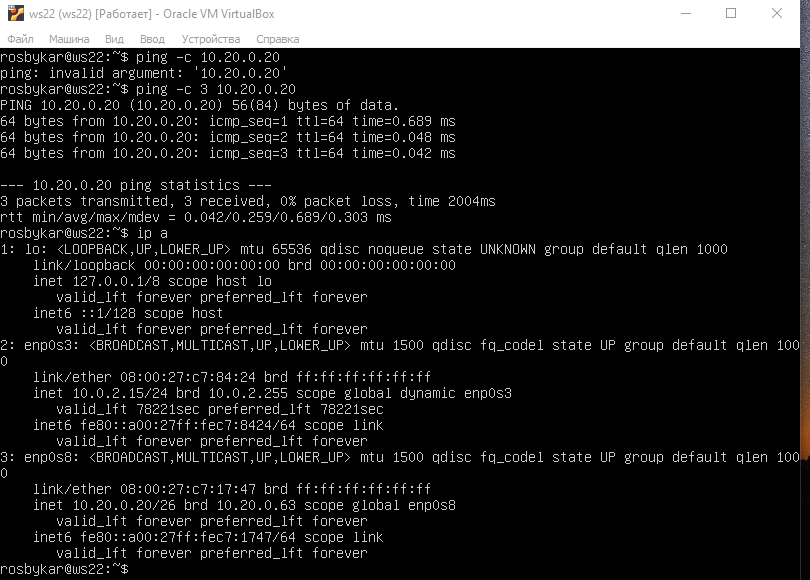 ws22 (ws22) [Работает] - Oracle VM VirtualBox
Файл Машина Вид Ввод Устройства Справка
rosbykar@ws22:~$ ping -c 10.20.0.20
ping: invalid argument: '10.20.0.20'
rosbykar@ws22:~$ ping -c 3 10.20.0.20
PING 10.20.0.20 (10.20.0.20) 56(84) bytes of data.
64 bytes from 10.20.0.20: icmp_seq=1 ttl=64 time=0.689 ms
64 bytes from 10.20.0.20: icmp_seq=2 ttl=64 time=0.048 ms
64 bytes from 10.20.0.20: icmp_seq=3 ttl=64 time=0.042 ms

--- 10.20.0.20 ping statistics ---
3 packets transmitted, 3 received, 0% packet loss, time 2004ms
rtt min/avg/max/mdev = 0.042/0.259/0.689/0.303 ms
rosbykar@ws22:~$ ip a
1: lo: <LOOPBACK,UP,LOWER_UP> mtu 65536 qdisc noqueue state UNKNOWN group default qlen 1000
    link/loopback 00:00:00:00:00:00 brd 00:00:00:00:00:00
    inet 127.0.0.1/8 scope host lo
       valid_lft forever preferred_lft forever
    inet6 ::1/128 scope host
       valid_lft forever preferred_lft forever
2: enp0s3: <BROADCAST,MULTICAST,UP,LOWER_UP> mtu 1500 qdisc fq_codel state UP group default qlen 100
0
    link/ether 08:00:27:c7:84:24 brd ff:ff:ff:ff:ff:ff
    inet 10.0.2.15/24 brd 10.0.2.255 scope global dynamic enp0s3
       valid_lft 78221sec preferred_lft 78221sec
    inet6 fe80::a00:27ff:fec7:8424/64 scope link
       valid_lft forever preferred_lft forever
3: enp0s8: <BROADCAST,MULTICAST,UP,LOWER_UP> mtu 1500 qdisc fq_codel state UP group default qlen 100
0
    link/ether 08:00:27:c7:17:47 brd ff:ff:ff:ff:ff:ff
    inet 10.20.0.20/26 brd 10.20.0.63 scope global enp0s8
       valid_lft forever preferred_lft forever
    inet6 fe80::a00:27ff:fec7:1747/64 scope link
       valid_lft forever preferred_lft forever
rosbykar@ws22:~$